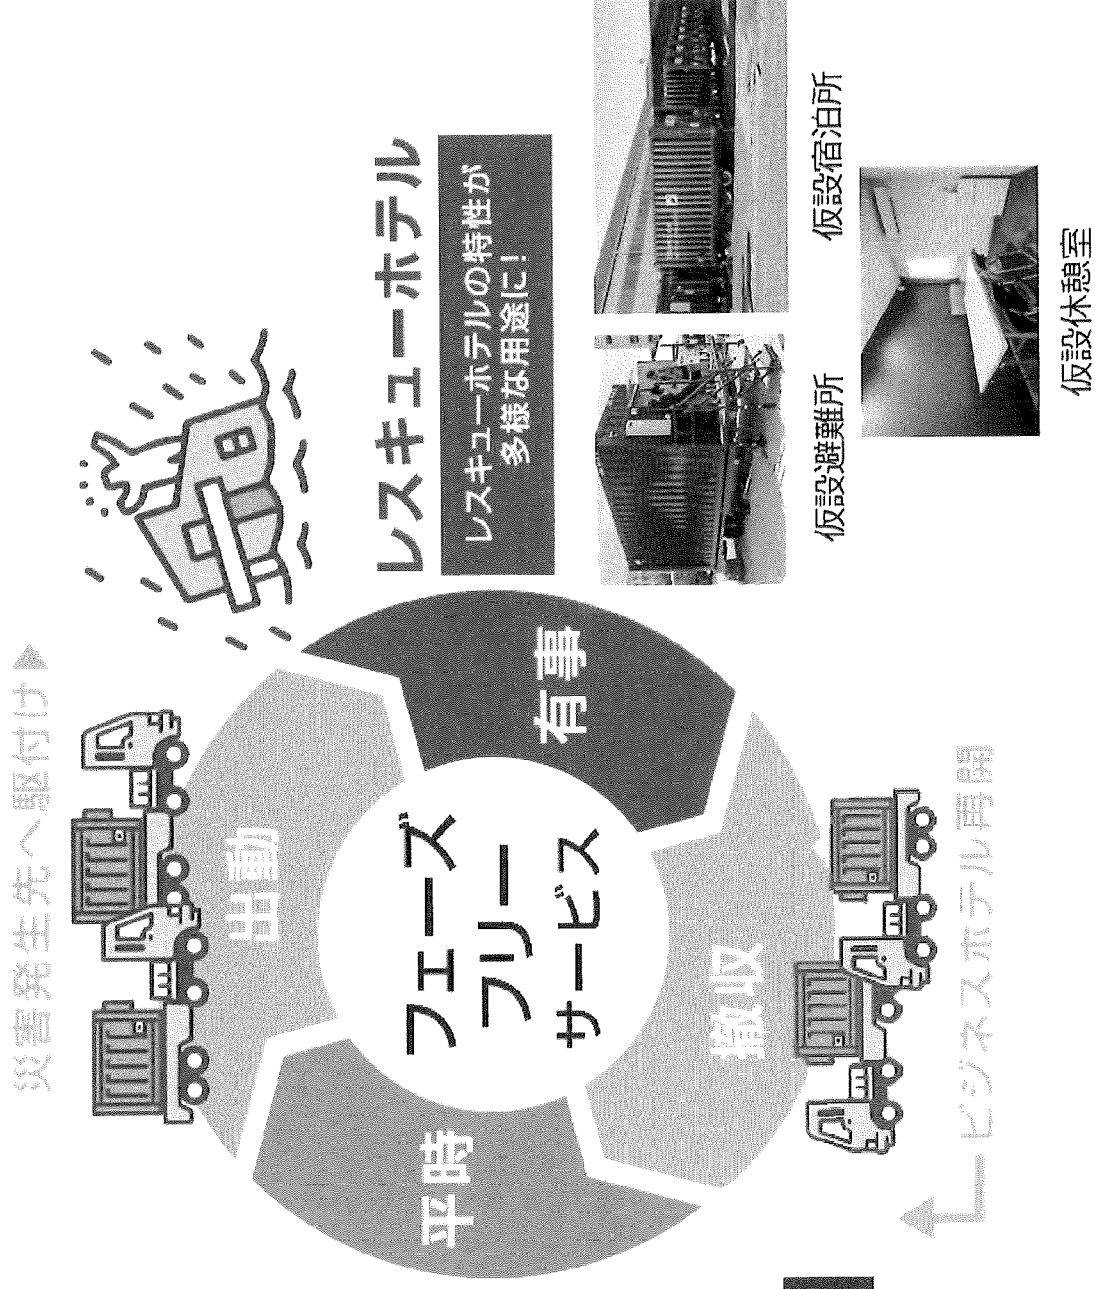 災害発生先へ駆付け
出動
平時
フェーズ
フリー
サービス
有事
撤収
ビジネスホテル再開
レスキューホテル
レスキューホテルの特性が
多様な用途に!
仮設避難所
仮設宿泊所
仮設休憩室